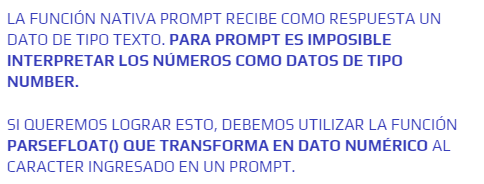 LA FUNCIÓN NATIVA PROMPT RECIBE COMO RESPUESTA UN
DATO DE TIPO TEXTO. PARA PROMPT ES IMPOSIBLE
INTERPRETAR LOS NÚMEROS COMO DATOS DE TIPO
NUMBER.
SI QUEREMOS LOGRAR ESTO, DEBEMOS UTILIZAR LA FUNCIÓN
PARSEFLOAT() QUE TRANSFORMA EN DATO NUMÉRICO AL
CARACTER INGRESADO EN UN PROMPT.